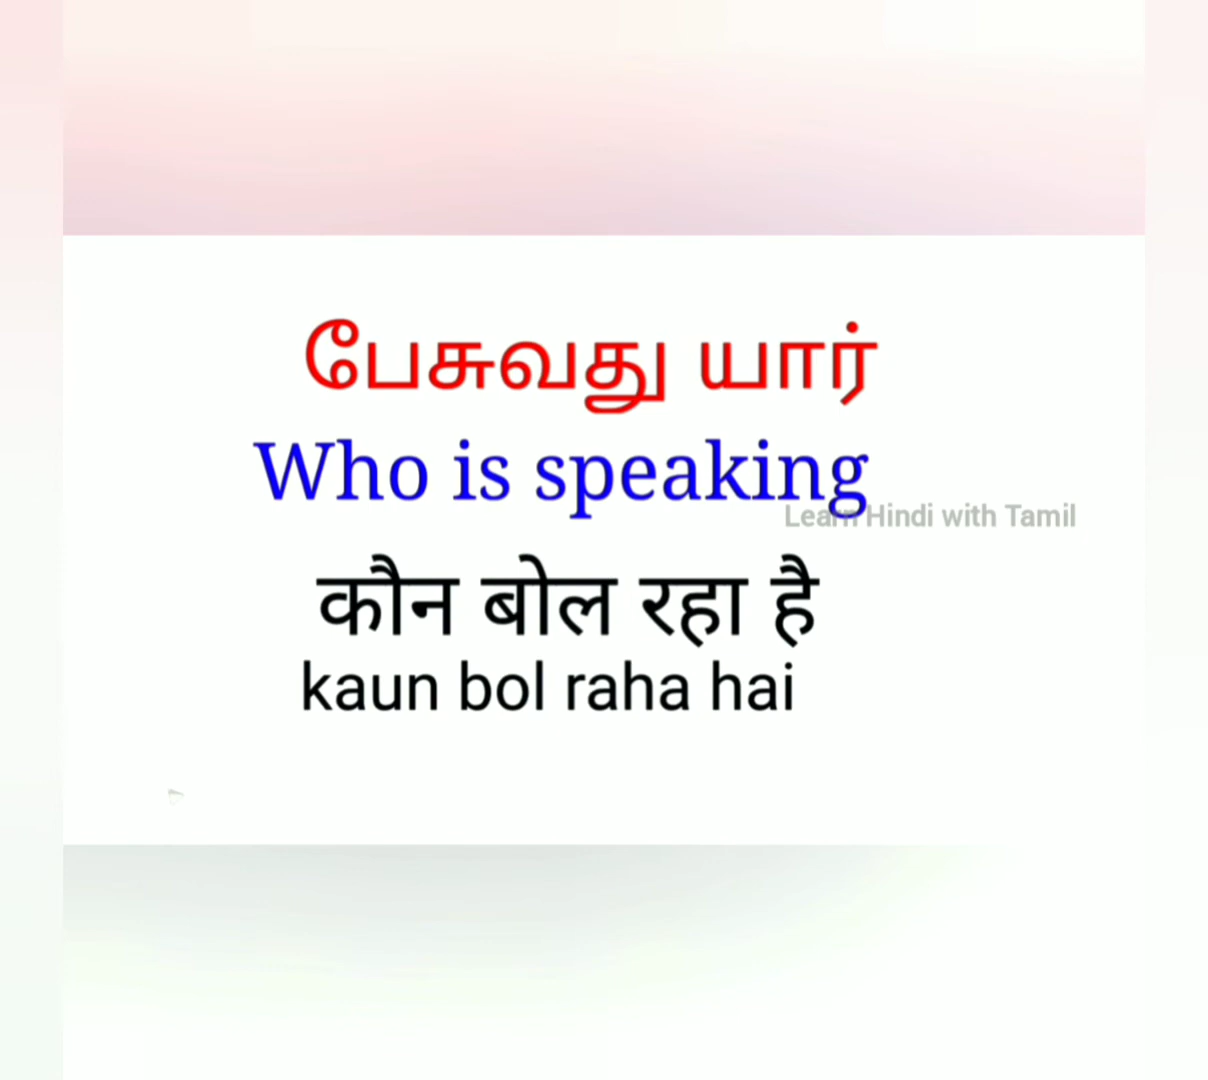 பேசுவது யார்
Who is speaking
Learn Hindi with Tamil
कौन बोल रहा है
kaun bol raha hai